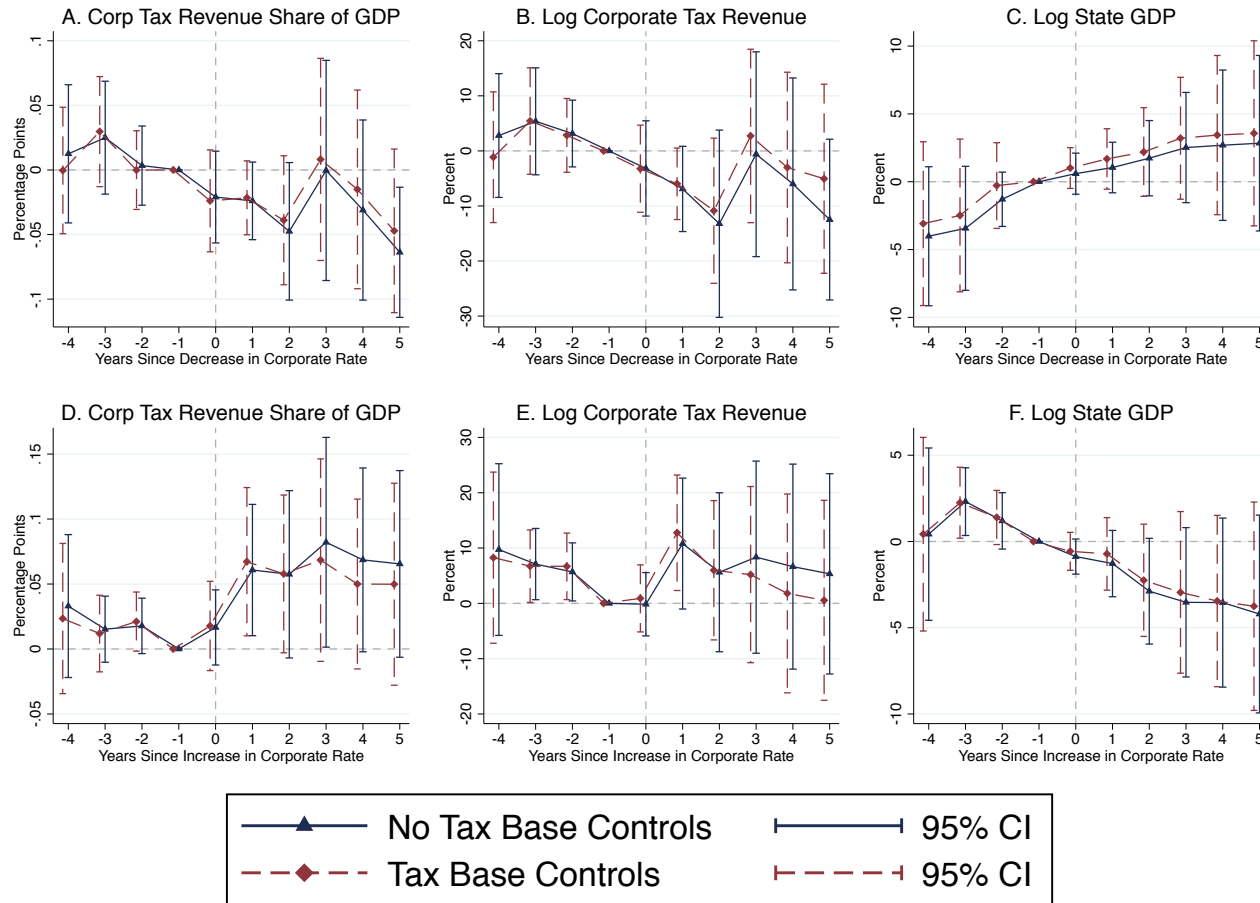 A. Corp Tax Revenue Share of GDP
Percentage Points
.1
.05
0
-.05
-.1
-4 -3 -2 -1 0 1 2 3 4 5
Years Since Decrease in Corporate Rate
B. Log Corporate Tax Revenue
Percent
20
10
0
-10
-20
-30
-4 -3 -2 -1 0 1 2 3 4 5
Years Since Decrease in Corporate Rate
C. Log State GDP
Percent
10
5
0
-5
-10
-4 -3 -2 -1 0 1 2 3 4 5
Years Since Decrease in Corporate Rate
D. Corp Tax Revenue Share of GDP
Percentage Points
.15
.1
.05
0
-.05
-4 -3 -2 -1 0 1 2 3 4 5
Years Since Increase in Corporate Rate
E. Log Corporate Tax Revenue
Percent
30
20
10
0
-10
-20
-4 -3 -2 -1 0 1 2 3 4 5
Years Since Increase in Corporate Rate
F. Log State GDP
Percent
5
0
-5
-10
-4 -3 -2 -1 0 1 2 3 4 5
Years Since Increase in Corporate Rate
No Tax Base Controls 95% CI
Tax Base Controls 95% CI